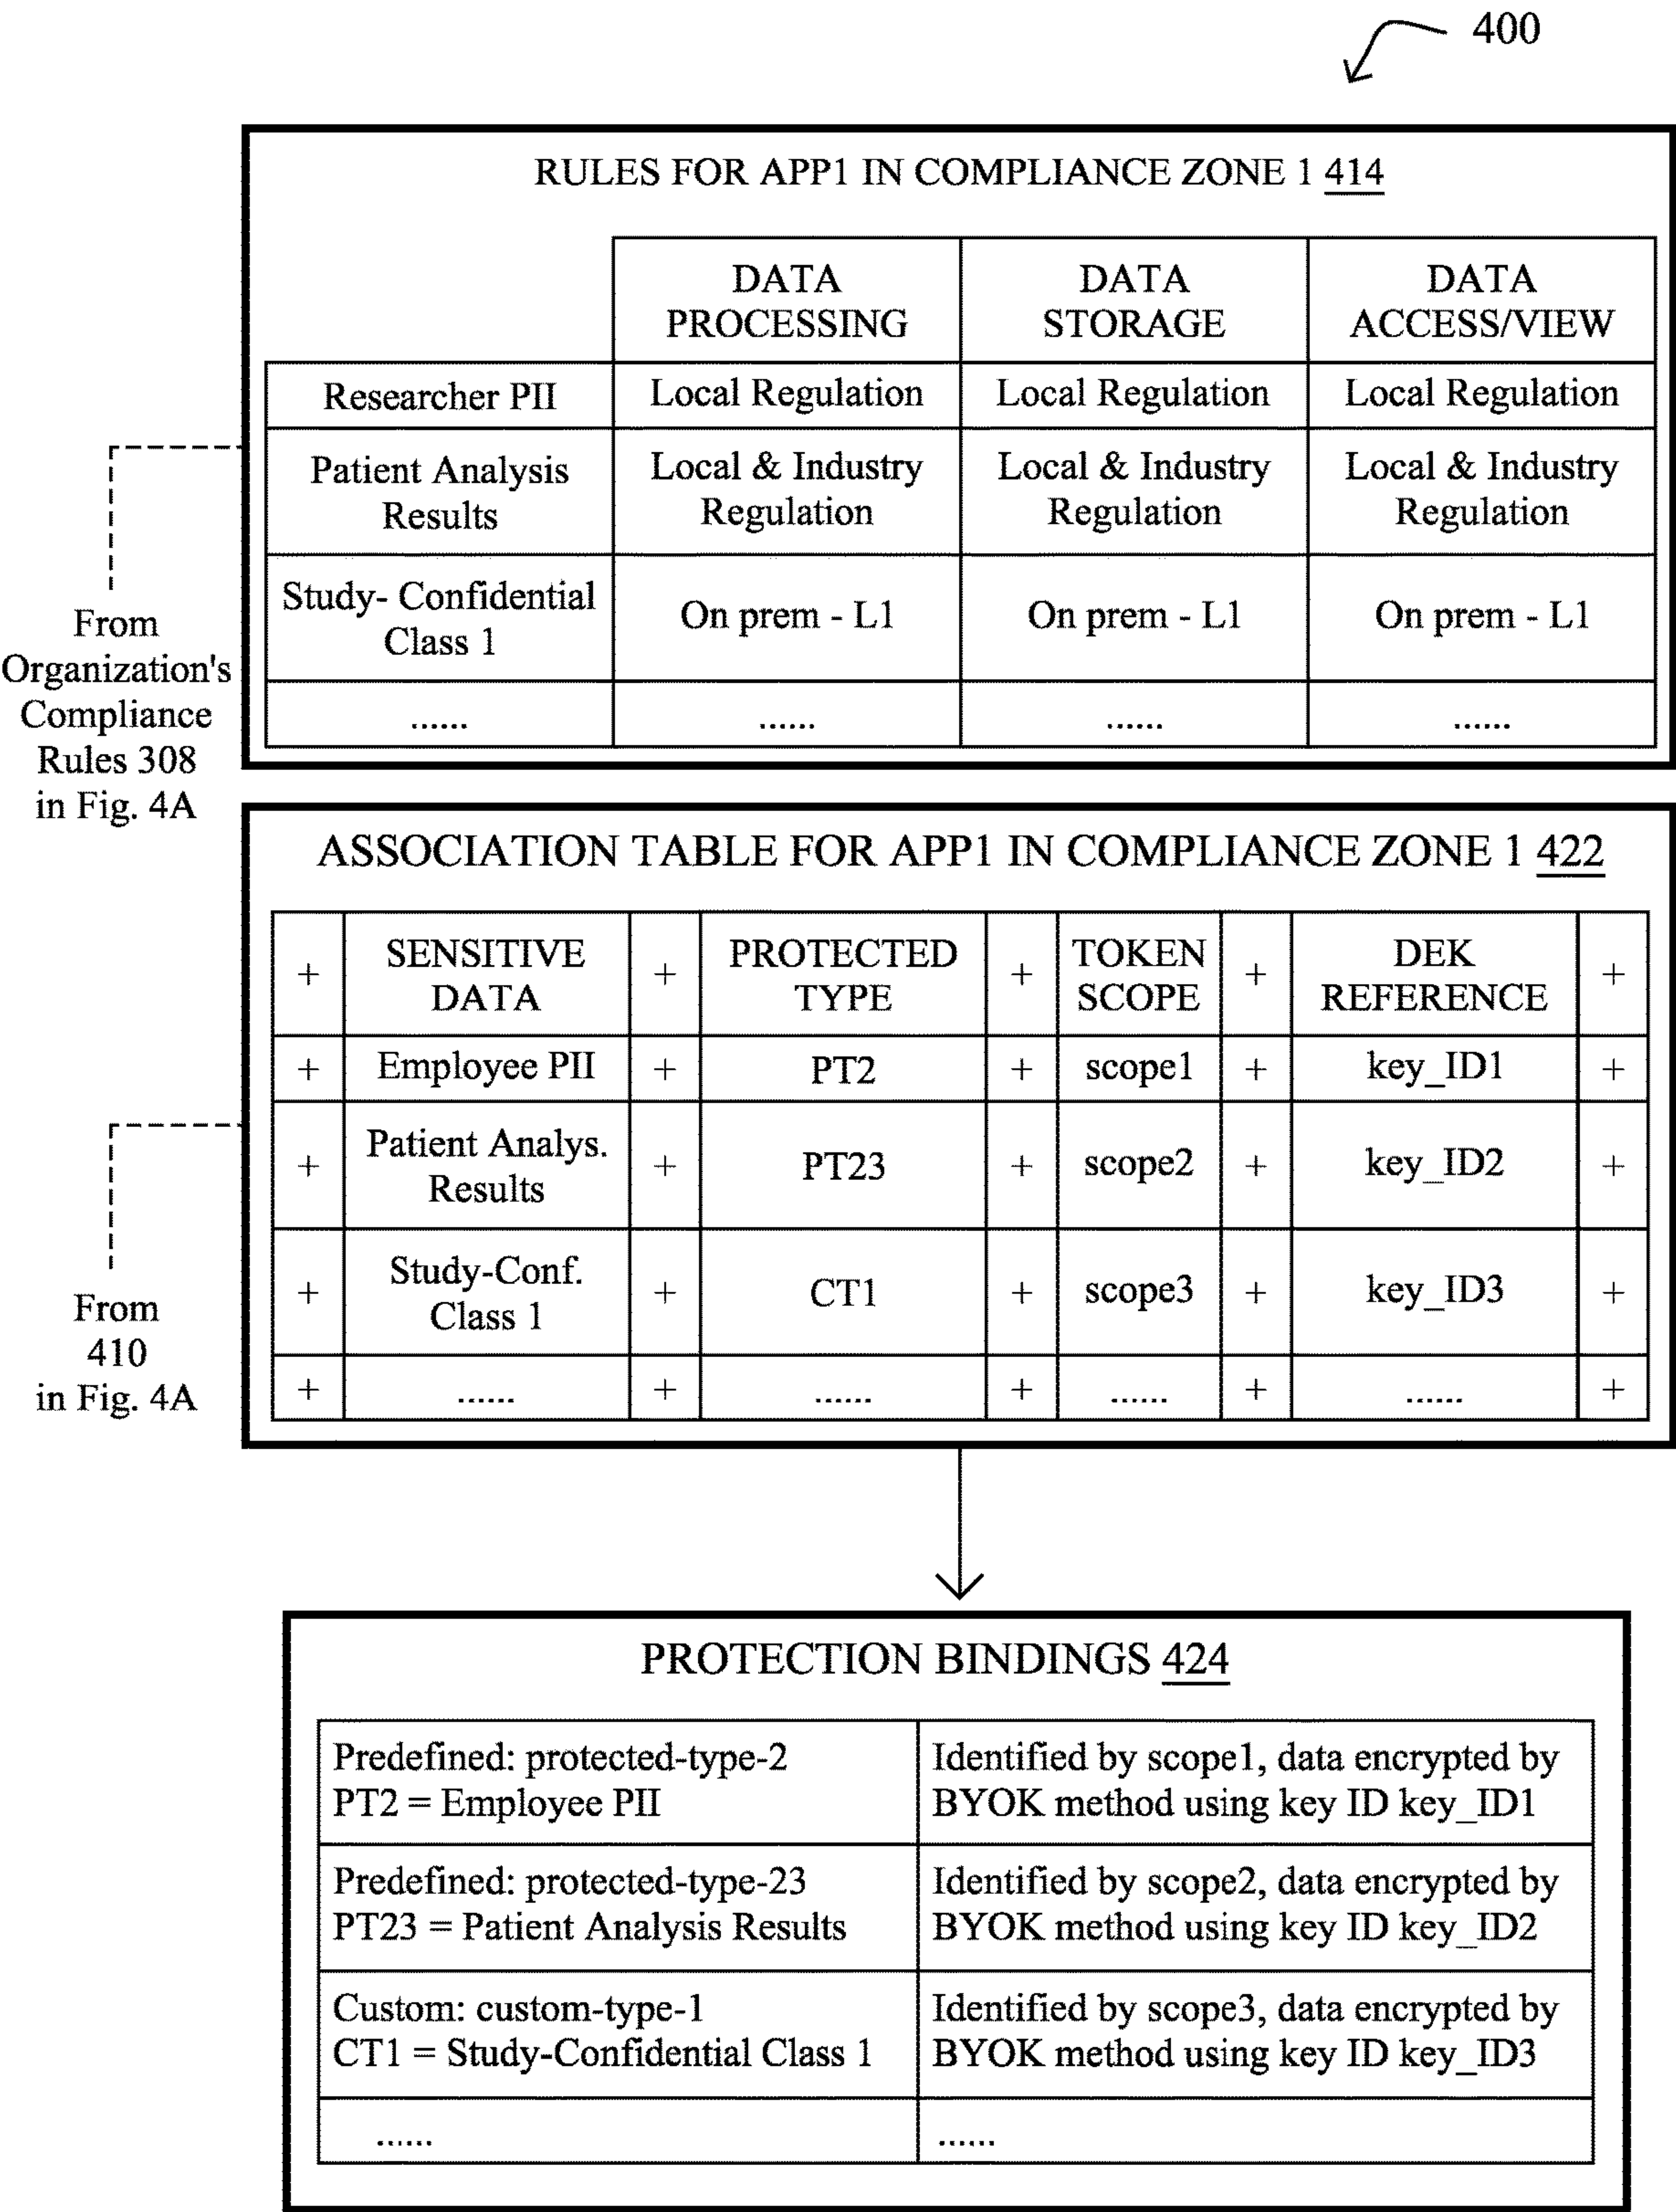 400
RULES FOR APP1 IN COMPLIANCE ZONE 1 414
DATA PROCESSING DATA STORAGE DATA ACCESS/VIEW
Researcher PII Local Regulation Local Regulation Local Regulation
Patient Analysis Results Local & Industry Regulation Local & Industry Regulation Local & Industry Regulation
Study- Confidential Class 1 On prem - L1 On prem - L1 On prem - L1
...... ...... ...... ......
From
Organization's
Compliance
Rules 308
in Fig. 4A
ASSOCIATION TABLE FOR APP1 IN COMPLIANCE ZONE 1 422
+ SENSITIVE DATA + PROTECTED TYPE + TOKEN SCOPE + DEK REFERENCE +
+ Employee PII + PT2 + scope1 + key_ID1 +
+ Patient Analys. Results + PT23 + scope2 + key_ID2 +
+ Study-Conf. Class 1 + CT1 + scope3 + key_ID3 +
+ ...... + ...... + ...... + ...... +
From
410
in Fig. 4A
PROTECTION BINDINGS 424
Predefined: protected-type-2
PT2 = Employee PII
Identified by scope1, data encrypted by
BYOK method using key ID key_ID1
Predefined: protected-type-23
PT23 = Patient Analysis Results
Identified by scope2, data encrypted by
BYOK method using key ID key_ID2
Custom: custom-type-1
CT1 = Study-Confidential Class 1
Identified by scope3, data encrypted by
BYOK method using key ID key_ID3
...... ......